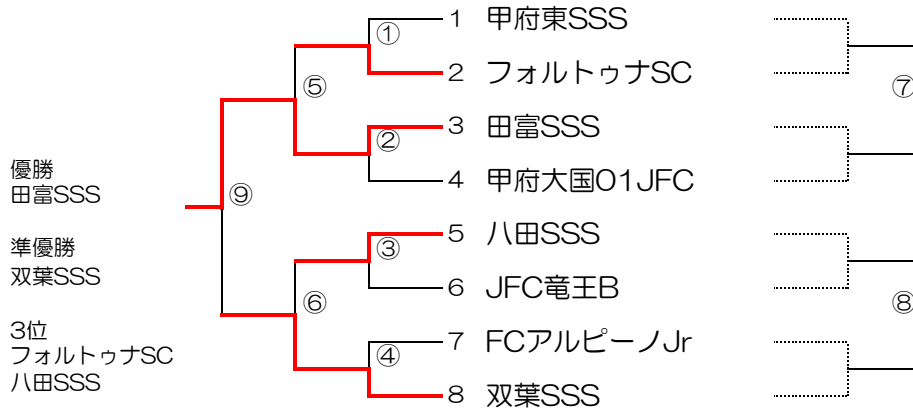 1 甲府東SSS
①
2 フォルトゥナSC
⑤
⑦
3 田富SSS
②
4 甲府大国01JFC
優勝
田富SSS
⑨
5 八田SSS
③
準優勝
双葉SSS
6 JFC竜王B
⑥
⑧
3位
フォルトゥナSC
八田SSS
7 FCアルピーノJr
④
8 双葉SSS